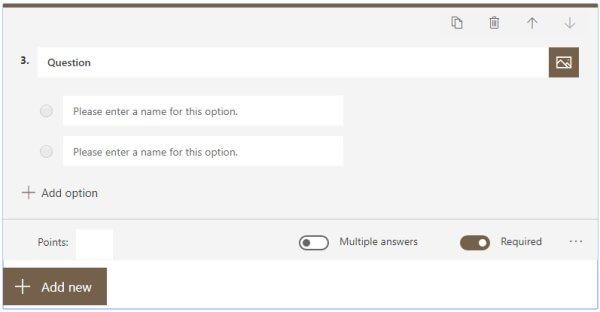 3. Question
Please enter a name for this option.
Please enter a name for this option.
Add option
Points: Multiple answers Required
Add new